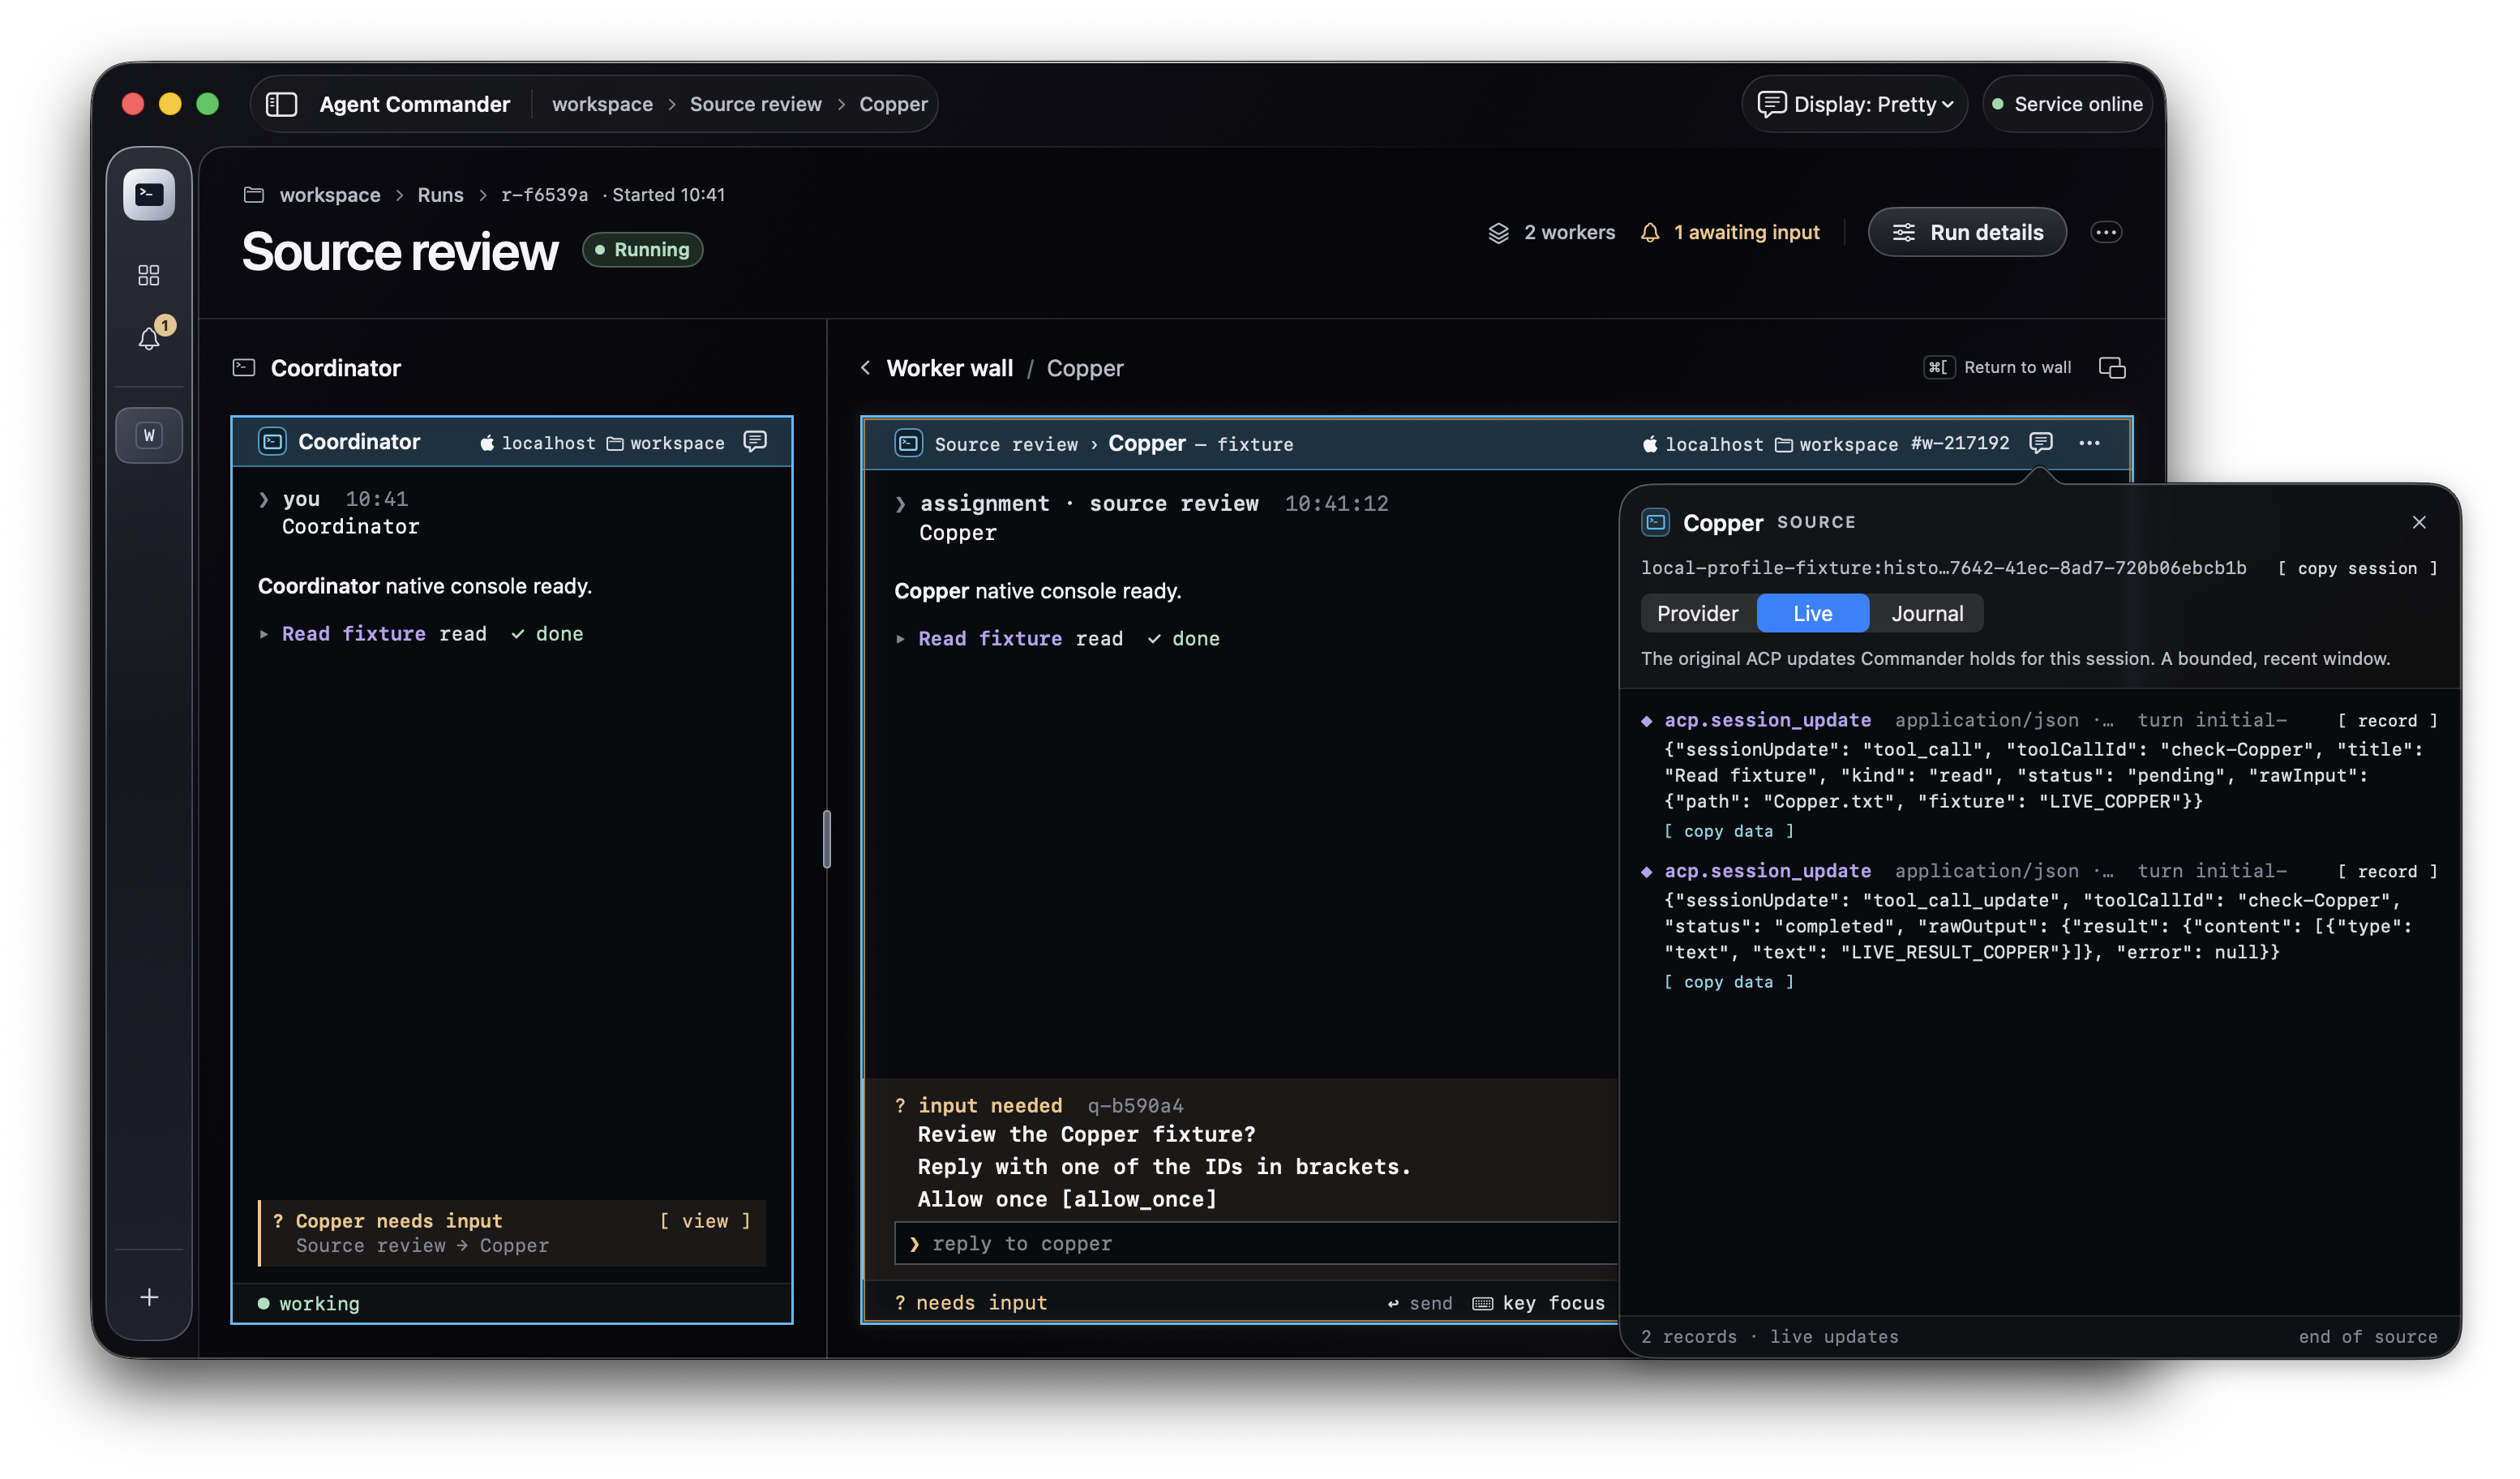 Agent Commander workspace › Source review › Copper
Display: Pretty
Service online
workspace › Runs › r-f6539a · Started 10:41
Source review
Running
2 workers
1 awaiting input
Run details
1
W
Coordinator
Coordinator
localhost workspace
❯ you 10:41
Coordinator
Coordinator native console ready.
▸ Read fixture read ✓ done
? Copper needs input [ view ]
Source review → Copper
working
Worker wall / Copper
⌘[ Return to wall
Source review › Copper — fixture
localhost workspace #w-217192
❯ assignment · source review 10:41:12
Copper
Copper native console ready.
▸ Read fixture read ✓ done
? input needed q-b590a4
Review the Copper fixture?
Reply with one of the IDs in brackets.
Allow once [allow_once]
❯ reply to copper
? needs input
↩ send key focus
Copper SOURCE
local-profile-fixture:histo…7642-41ec-8ad7-720b06ebcb1b [ copy session ]
Provider Live Journal
The original ACP updates Commander holds for this session. A bounded, recent window.
◆ acp.session_update application/json ·… turn initial- [ record ]
{"sessionUpdate": "tool_call", "toolCallId": "check-Copper", "title":
"Read fixture", "kind": "read", "status": "pending", "rawInput":
{"path": "Copper.txt", "fixture": "LIVE_COPPER"}}
[ copy data ]
◆ acp.session_update application/json ·… turn initial- [ record ]
{"sessionUpdate": "tool_call_update", "toolCallId": "check-Copper",
"status": "completed", "rawOutput": {"result": {"content": [{"type":
"text", "text": "LIVE_RESULT_COPPER"}]}, "error": null}}
[ copy data ]
2 records · live updates
end of source